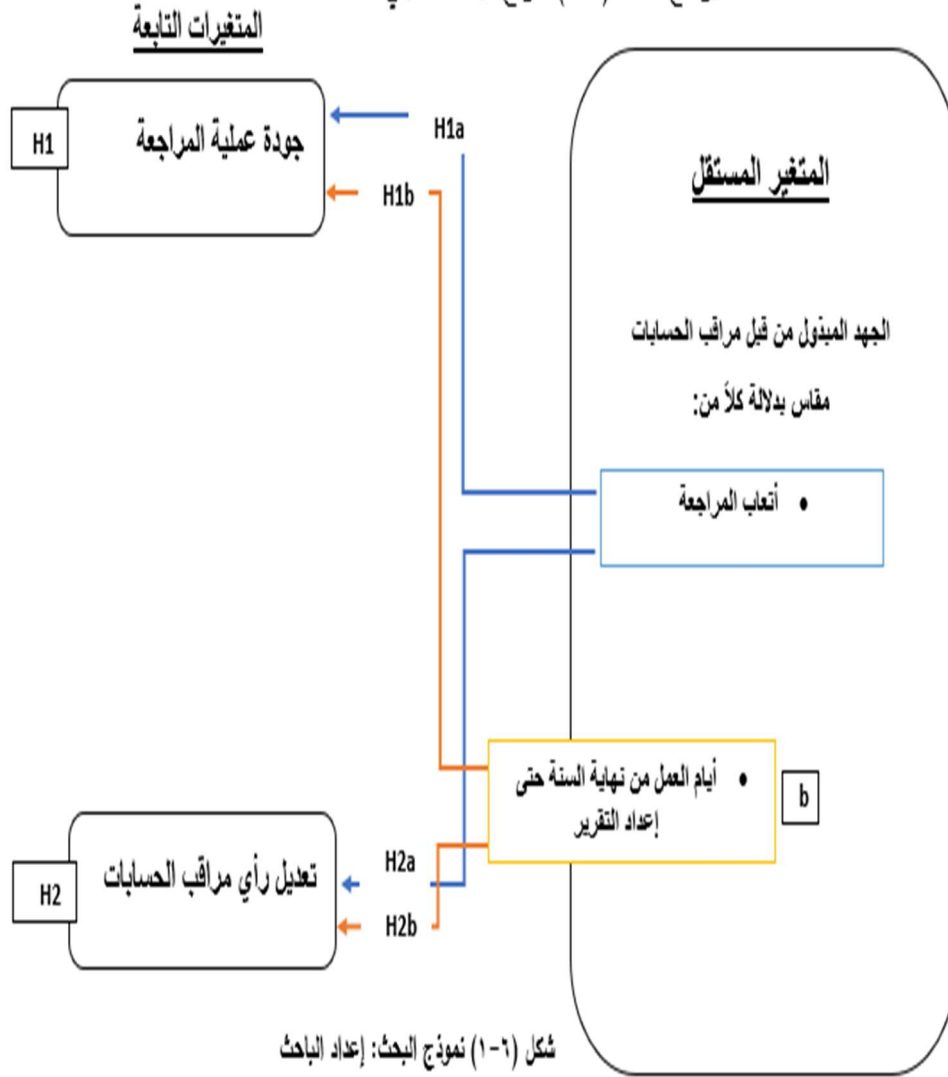 المتغيرات التابعة
H1
جودة عملية المراجعة
H1a
H1b
المتغير المستقل
الجهد المبذول من قبل مراقب الحسابات
مقاس بدلالة كلاً من:
• أتعاب المراجعة
• أيام العمل من نهاية السنة حتى
إعداد التقرير
b
H2
تعديل رأي مراقب الحسابات
H2a
H2b
شكل (٦-١) نموذج البحث: إعداد الباحث